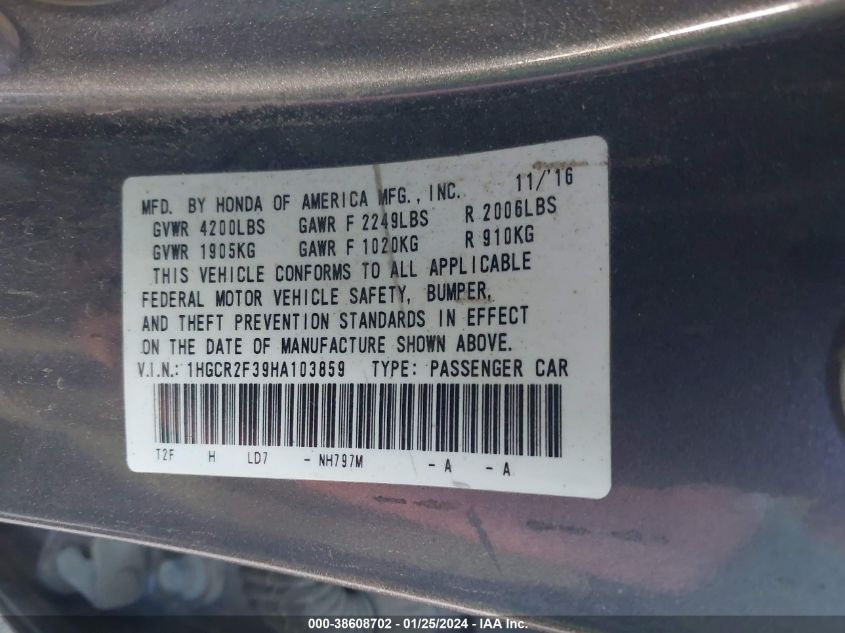 MFD. BY HONDA OF AMERICA MFG., INC. 11/'16
GVWR 4200LBS GAWR F 2249LBS R 2006LBS
GVWR 1905KG GAWR F 1020KG R 910KG
THIS VEHICLE CONFORMS TO ALL APPLICABLE
FEDERAL MOTOR VEHICLE SAFETY, BUMPER,
AND THEFT PREVENTION STANDARDS IN EFFECT
ON THE DATE OF MANUFACTURE SHOWN ABOVE.
V.I.N.: 1HGCR2F39HA103859 TYPE: PASSENGER CAR
T2F H LD7 - NH797M - A - A
000-38608702 - 01/25/2024 - IAA Inc.